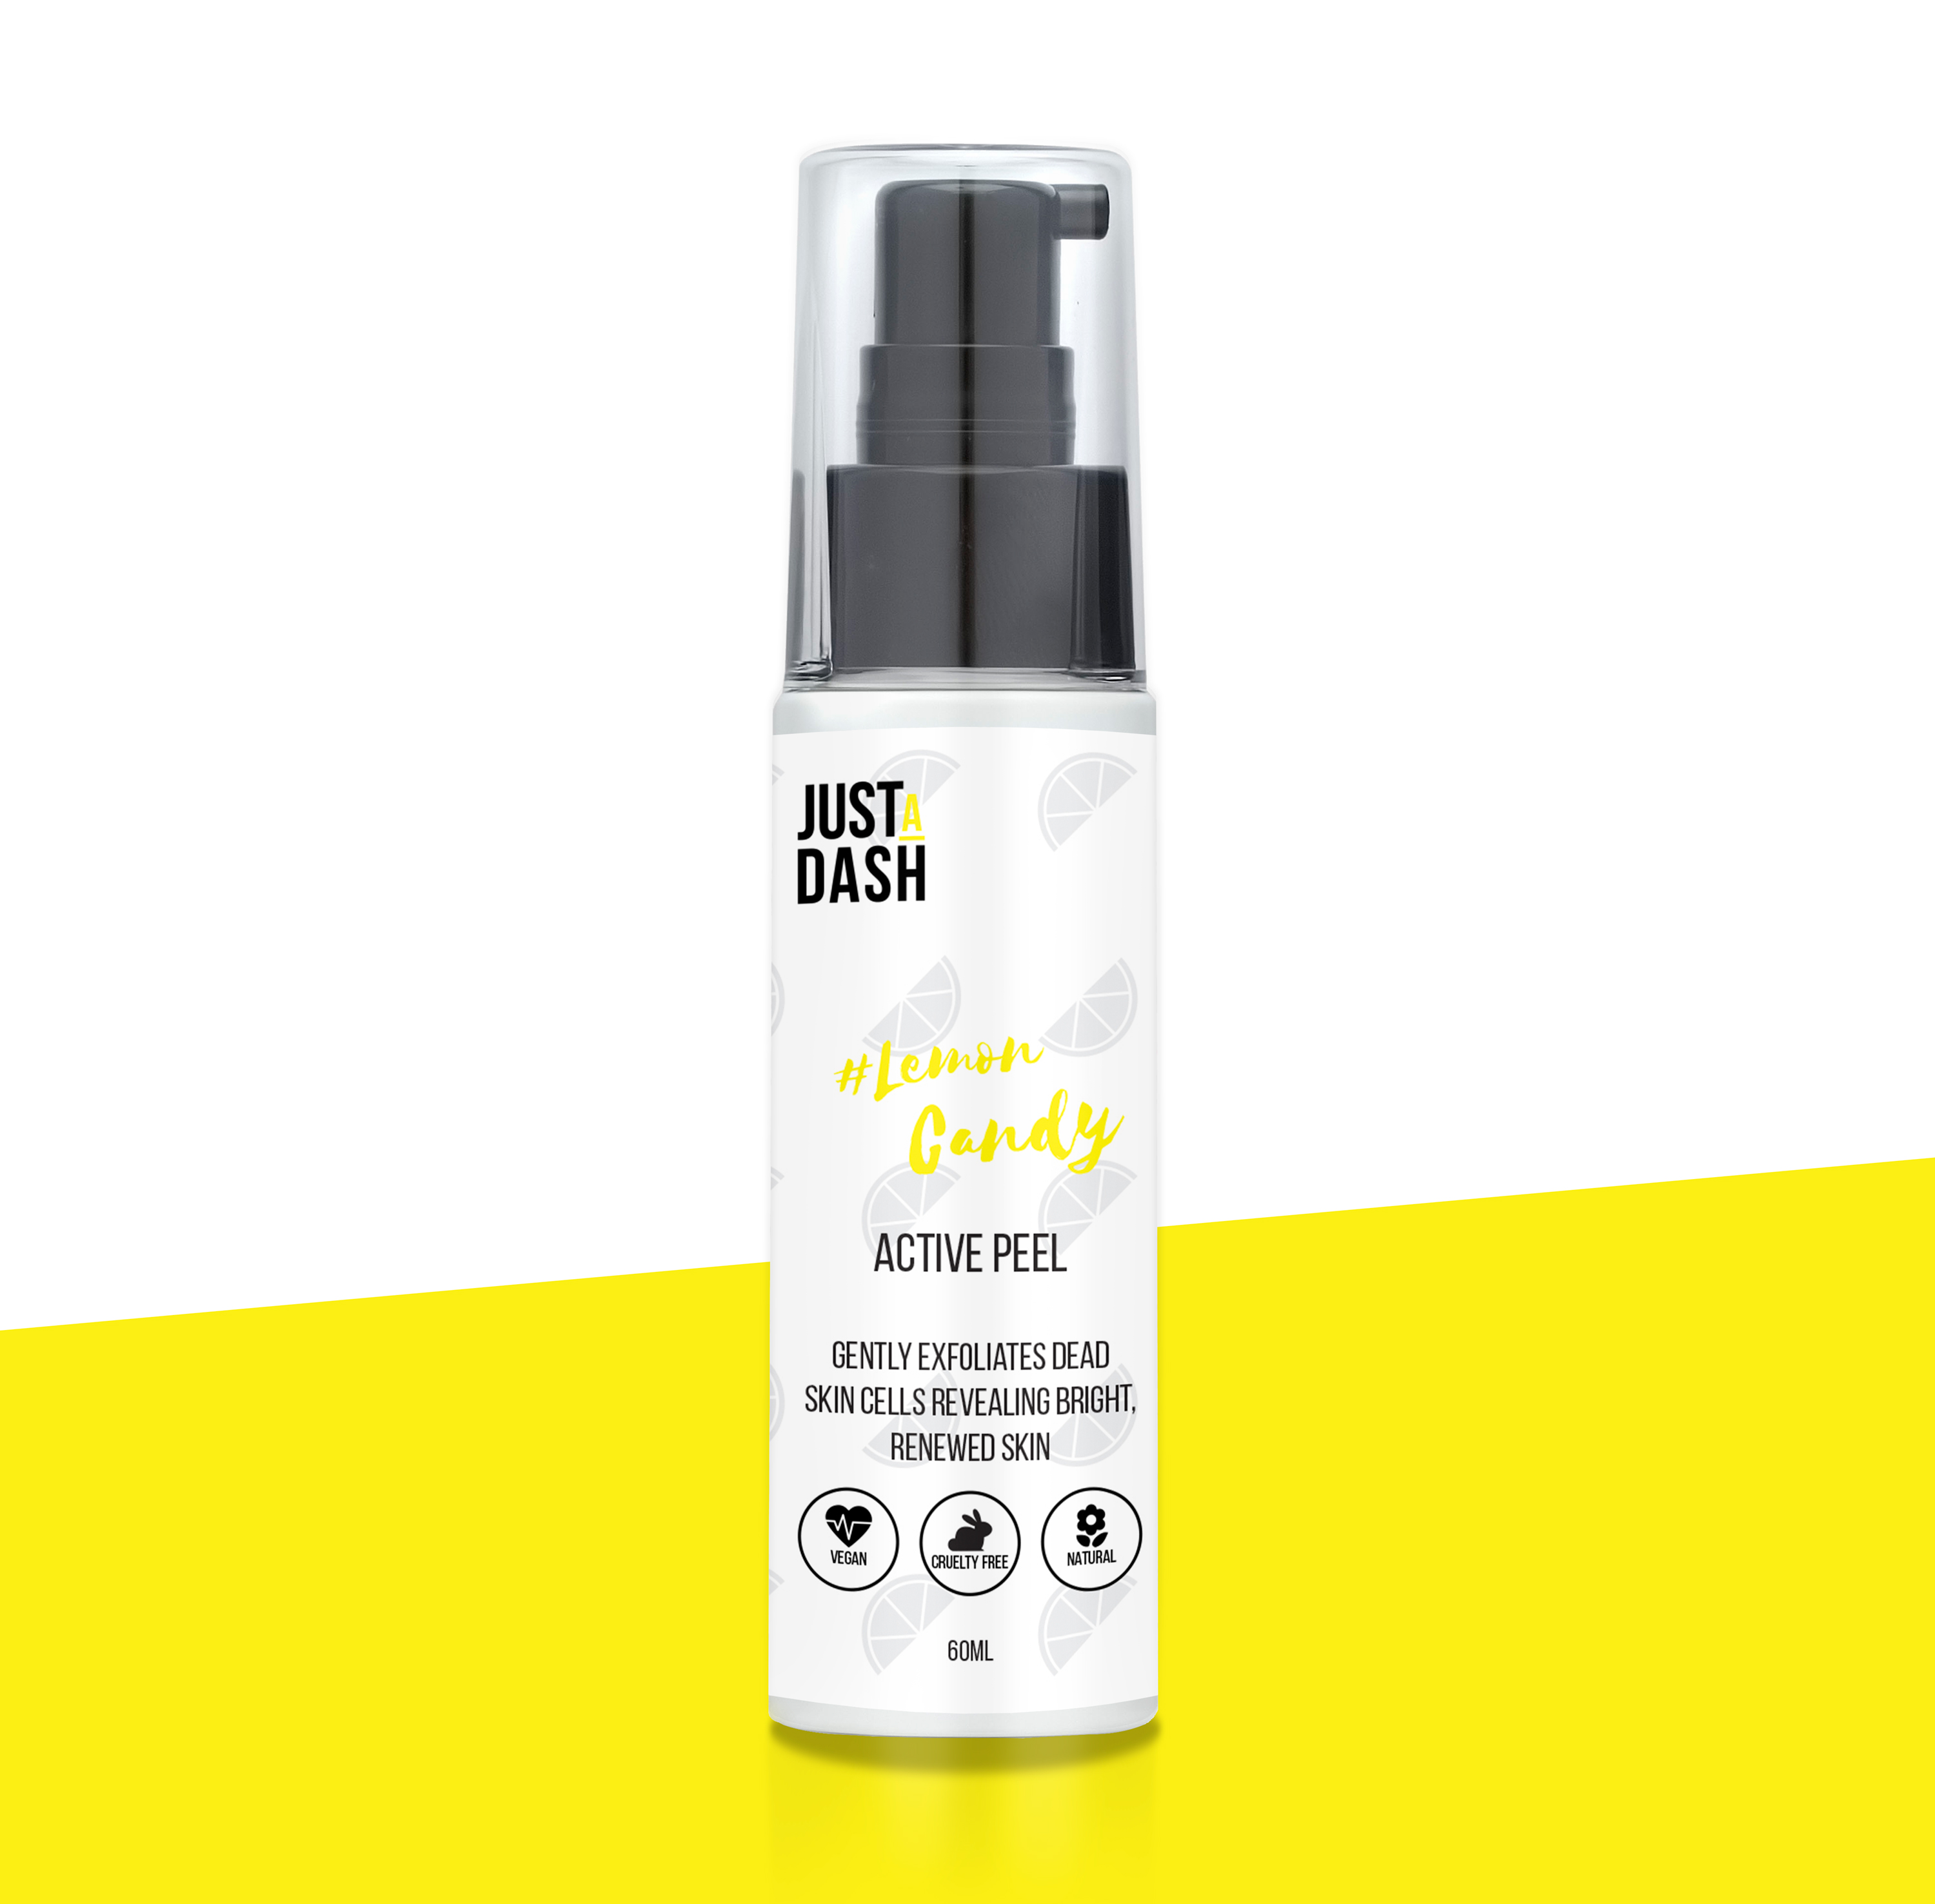 JUST A
DASH
#Lemon
Candy
ACTIVE PEEL
GENTLY EXFOLIATES DEAD
SKIN CELLS REVEALING BRIGHT,
RENEWED SKIN
VEGAN
CRUELTY FREE
NATURAL
60ML